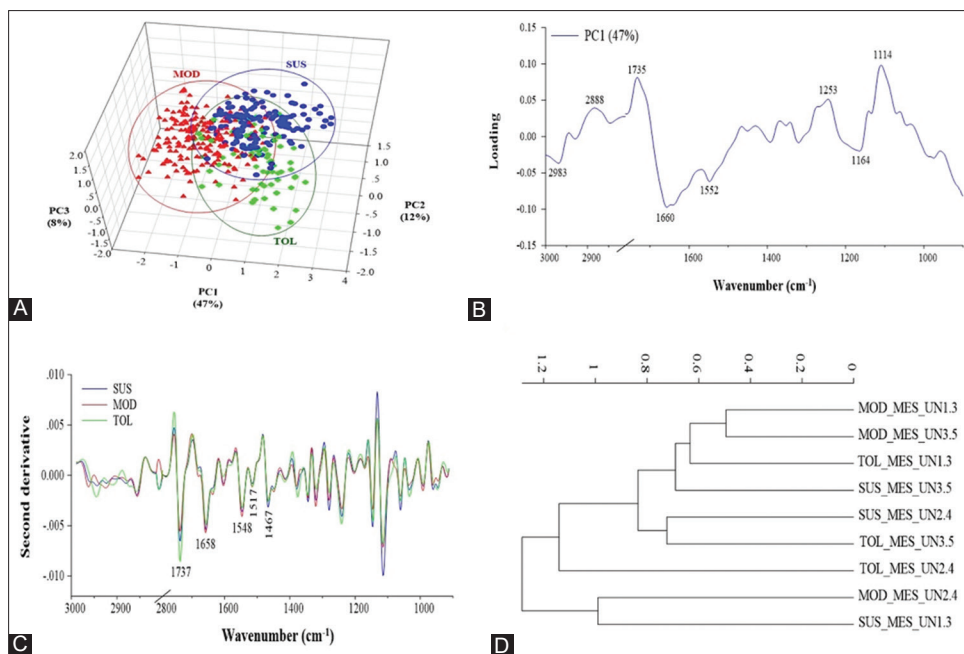 A
MOD
SUS
TOL
2.0
1.5
1.0
.5
0.0
-.5
-1.0
-1.5
-2.0
PC3
(8%)
-2
-1
0
1
2
3
4
PC1
(47%)
1.5
1.0
.5
0.0
-.5
-1.0
-1.5
-2.0
PC2
(12%)
B
PC1 (47%)
0.15
0.10
0.05
0.00
-0.05
-0.10
-0.15
Loading
2983
2888
1735
1660
1552
1253
1164
1114
3000
2900
1600
1400
1200
1000
Wavenumber (cm-1)
C
SUS
MOD
TOL
.010
.005
0.000
-.005
-.010
Second derivative
1737
1658
1548
1517
1467
3000
2900
2800
1600
1400
1200
1000
Wavenumber (cm-1)
D
1.2
1
0.8
0.6
0.4
0.2
0
MOD_MES_UN1.3
MOD_MES_UN3.5
TOL_MES_UN1.3
SUS_MES_UN3.5
SUS_MES_UN2.4
TOL_MES_UN3.5
TOL_MES_UN2.4
MOD_MES_UN2.4
SUS_MES_UN1.3